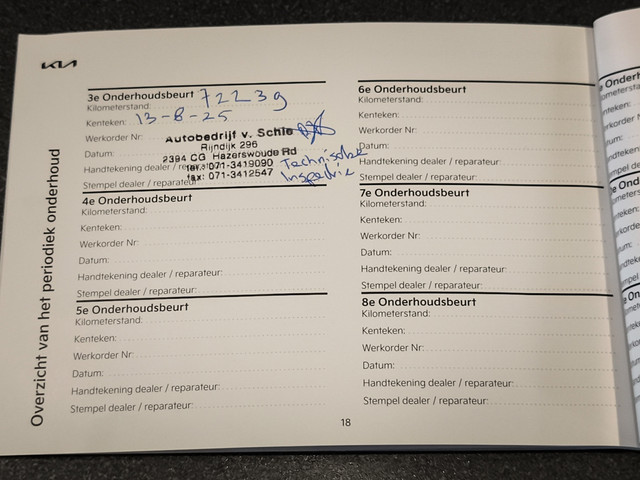 KIA
Overzicht van het periodiek onderhoud
3e Onderhoudsbeurt 72239
Kilometerstand:
Kenteken: 13-8-25
Werkorder Nr:
Autobedrijf v. Schie
Rijndijk 296
Datum:
2394 CG Hazerswoude Rd
Handtekening dealer / reparateur:
Tel.: 071-3419090
Technische
Stempel dealer / reparateur
fax: 071-3412547
Inspectie
4e Onderhoudsbeurt
Kilometerstand:
Kenteken:
Werkorder Nr:
Datum:
Handtekening dealer / reparateur:
Stempel dealer / reparateur:
5e Onderhoudsbeurt
Kilometerstand:
Kenteken:
Werkorder Nr:
Datum:
Handtekening dealer / reparateur:
Stempel dealer / reparateur:
6e Onderhoudsbeurt
Kilometerstand:
Kenteken:
Werkorder Nr:
Datum:
Handtekening dealer / reparateur:
Stempel dealer / reparateur:
7e Onderhoudsbeurt
Kilometerstand:
Kenteken:
Werkorder Nr:
Datum:
Handtekening dealer / reparateur:
Stempel dealer / reparateur:
8e Onderhoudsbeurt
Kilometerstand:
Kenteken:
Werkorder Nr:
Datum:
Handtekening dealer / reparateur:
Stempel dealer / reparateur:
18